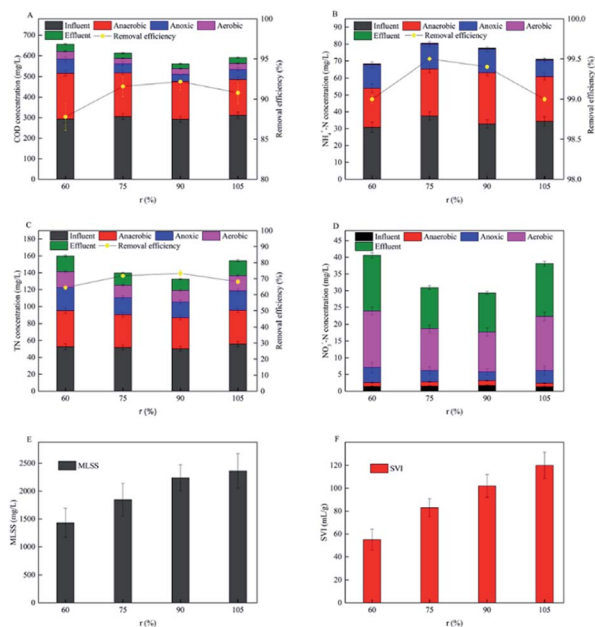 A
Influent Anaerobic Anoxic Aerobic
Effluent Removal efficiency
COD concentration (mg/L)
800
700
600
500
400
300
200
100
0
100
95
90
85
80
Removal efficiency (%)
60 75 90 105
r (%)
B
Influent Anaerobic Anoxic Aerobic
Effluent Removal efficiency
NH₄⁺-N concentration (mg/L)
90
80
70
60
50
40
30
20
10
0
100.0
99.5
99.0
98.5
98.0
Removal efficiency (%)
60 75 90 105
r (%)
C
Influent Anaerobic Anoxic Aerobic
Effluent Removal efficiency
TN concentration (mg/L)
180
160
140
120
100
80
60
40
20
0
100
90
80
70
60
50
40
30
20
10
0
Removal efficiency (%)
60 75 90 105
r (%)
D
Influent Anaerobic Anoxic Aerobic
Effluent
NO₃⁻-N concentration (mg/L)
45
40
35
30
25
20
15
10
5
0
60 75 90 105
r (%)
E
MLSS
MLSS (mg/L)
2500
2000
1500
1000
500
0
60 75 90 105
r (%)
F
SVI
SVI (mL/g)
120
100
80
60
40
20
0
60 75 90 105
r (%)